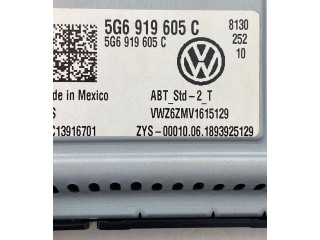 5G6 919 605 C
8130
5G6 919 605 C
252
10
de in Mexico
ABT_Std-2_T
S
VWZ6ZMV1615129
C13916701
ZYS-00010.06.1893925129